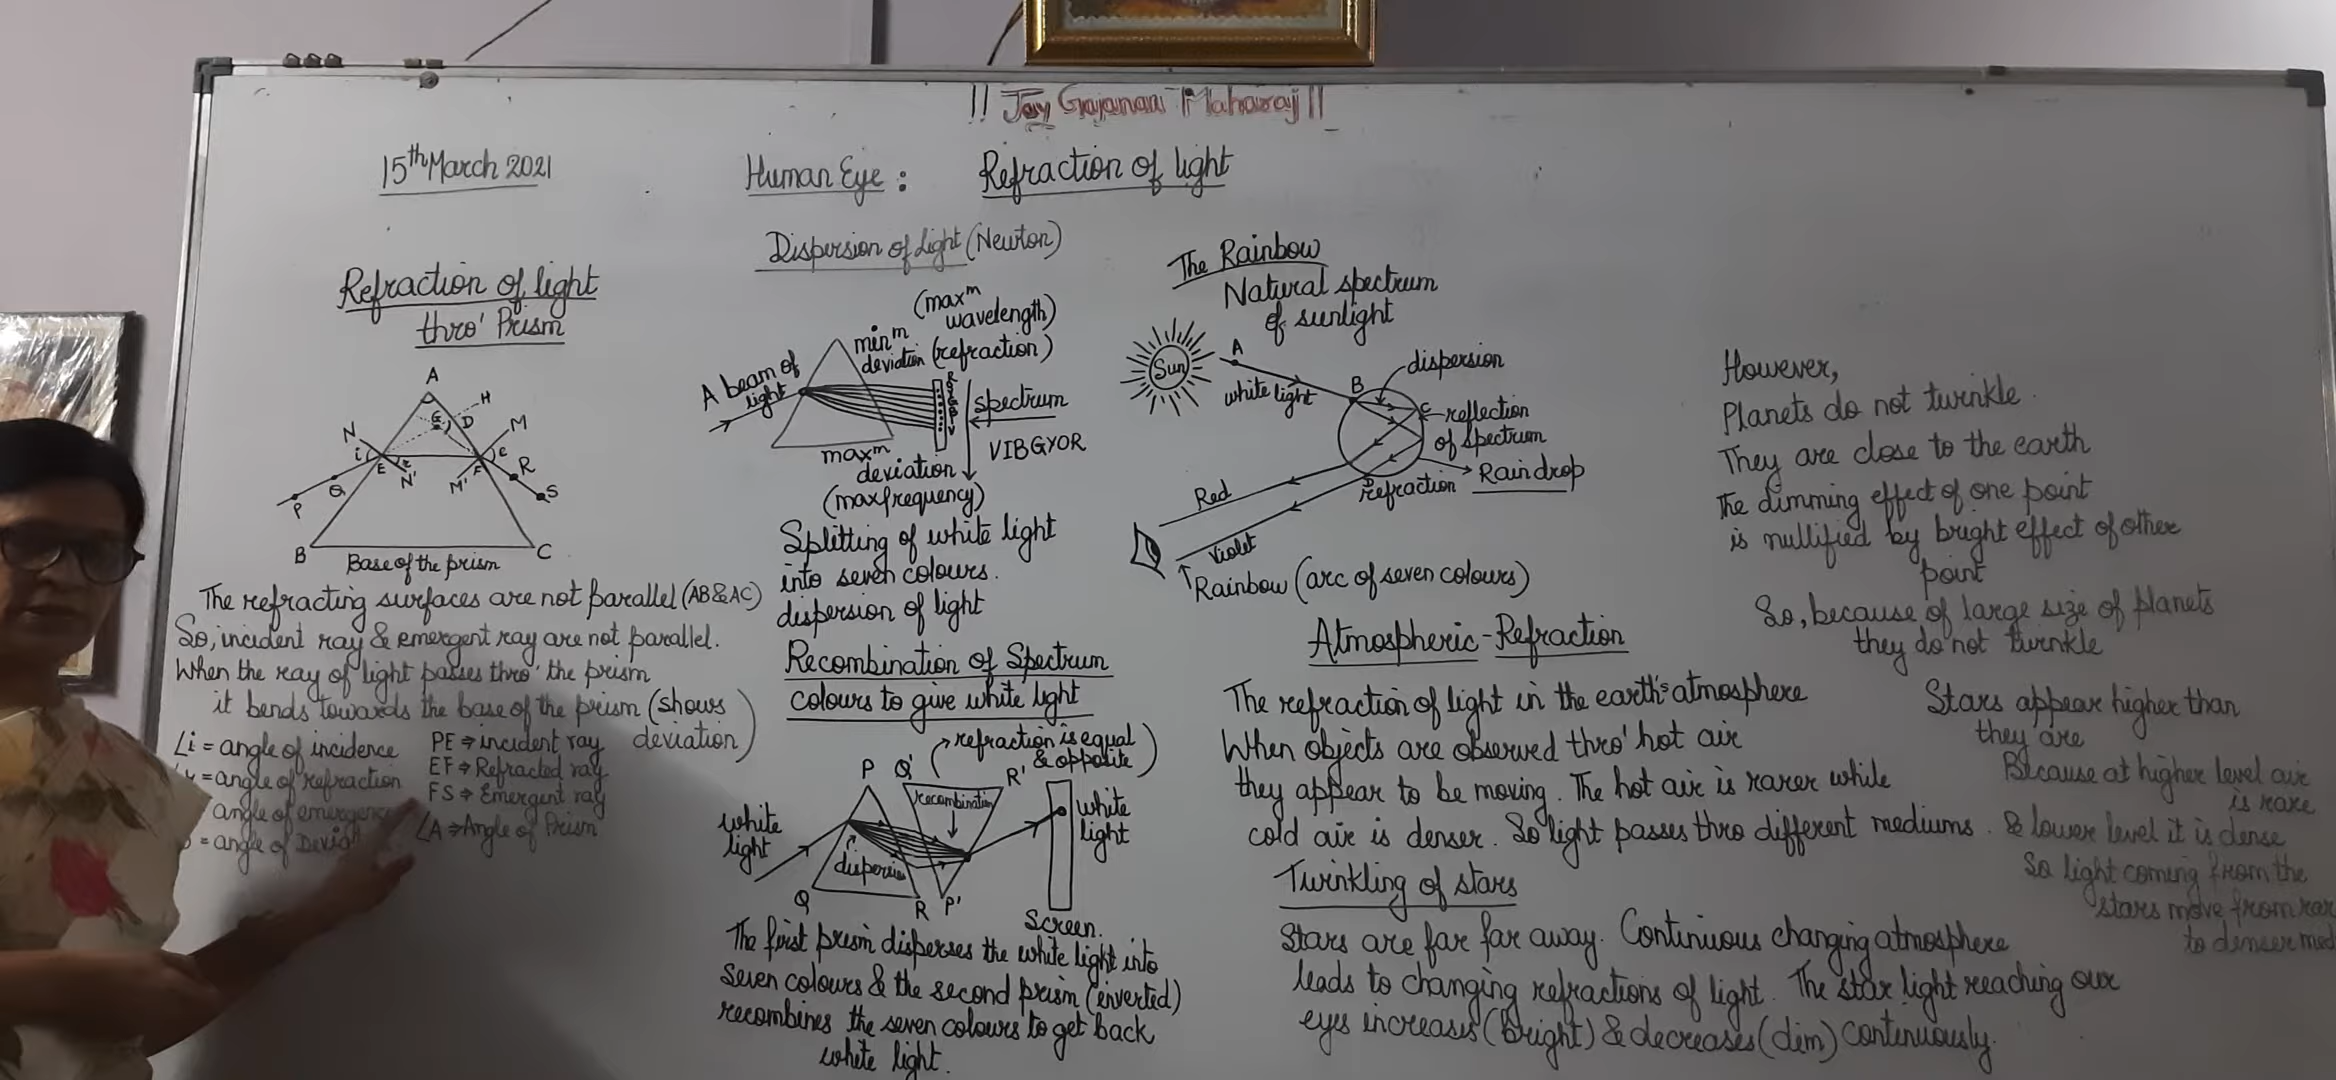 !! Jay Gajanan Maharaj !!
15th March 2021
Human Eye : Refraction of light
Refraction of light
thro' Prism
A
H
G
D
N
M
i
e
E
r
F
R
N'
M'
Q
S
P
B
C
Base of the prism
The refracting surfaces are not parallel (AB & AC)
So, incident ray & emergent ray are not parallel.
When the ray of light passes thro' the prism
it bends towards the base of the prism (shows
deviation)
∠i = angle of incidence
= angle of refraction
angle of emergence
= angle of
PE ⇒ incident ray
EF ⇒ Refracted ray
FS ⇒ Emergent ray
∠A ⇒ Angle of Prism
Dispersion of light (Newton)
(maxm
wavelength)
minm
deviation (refraction)
A beam of
light
R
V
spectrum
VIBGYOR
maxm
deviation
(max frequency)
Splitting of white light
into seven colours.
dispersion of light
Recombination of Spectrum
colours to give white light
(refraction is equal
& opposite)
P Q' R'
recombination
white
light
white
light
dispersion
Q R P'
Screen.
The first prism disperses the white light into
seven colours & the second prism (inverted)
recombines the seven colours to get back
white light.
The Rainbow
Natural spectrum
of sunlight
Sun
A
white light
B
dispersion
C
reflection
of spectrum
D
refraction
Rain drop
Red
Violet
Rainbow (arc of seven colours)
Atmospheric-Refraction
The refraction of light in the earth's atmosphere
When objects are observed thro' hot air
they appear to be moving. The hot air is rarer while
cold air is denser. So light passes thro different mediums.
Twinkling of stars
Stars are far far away. Continuous changing atmosphere
leads to changing refractions of light. The star light reaching our
eyes increases (bright) & decreases (dim) continuously.
However,
Planets do not twinkle.
They are close to the earth
The dimming effect of one point
is nullified by bright effect of other
point
So, because of large size of planets
they do not twinkle
Stars appear higher than
they are
Because at higher level air
is rare
& lower level it is dense
So light coming from the
stars move from rar
to denser med